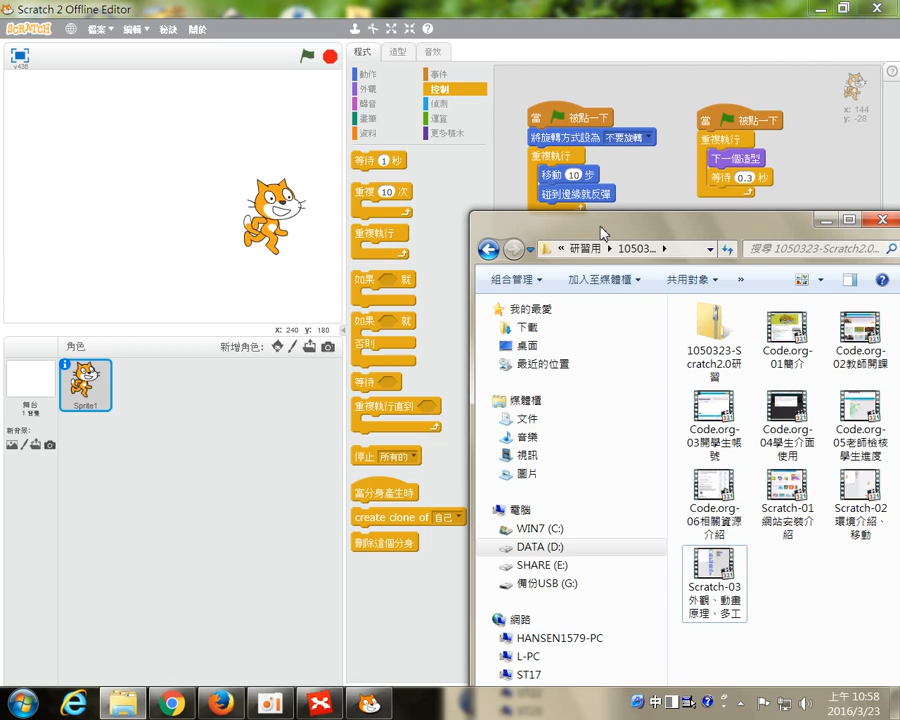 Scratch 2 Offline Editor
SCRATCH 檔案▼ 編輯▼ 秘訣 關於
v438
程式 造型 音效
動作 事件
外觀 控制
聲音 偵測
畫筆 運算
資料 更多積木
等待 1 秒
重複 10 次
重複執行
如果 就
如果 就
否則
等待
重複執行直到
停止 所有的
當分身產生時
create clone of 自己
刪除這個分身
當 被點一下
將旋轉方式設為 不要旋轉
重複執行
移動 10 步
碰到邊緣就反彈
當 被點一下
重複執行
下一個造型
等待 0.3 秒
x: 144
y: -28
x: 240 y: 180
角色 新增角色:
舞台
1 背景
新背景:
Sprite1
« 研習用 ▸ 10503... ▸
搜尋 1050323-Scratch2.0...
組合管理▼ 加入至媒體櫃▼ 共用對象▼ »
我的最愛
下載
桌面
最近的位置
媒體櫃
文件
音樂
視訊
圖片
電腦
WIN7 (C:)
DATA (D:)
SHARE (E:)
備份USB (G:)
網路
HANSEN1579-PC
L-PC
ST17
1050323-S
cratch2.0研
習
Code.org-
01簡介
Code.org-
02教師開課
Code.org-
03開學生帳
號
Code.org-
04學生介面
使用
Code.org-
05老師檢核
學生進度
Code.org-
06相關資源
介紹
Scratch-01
網站安裝介
紹
Scratch-02
環境介紹、
移動
Scratch-03
外觀、動畫
原理、多工
中
上午 10:58
2016/3/23